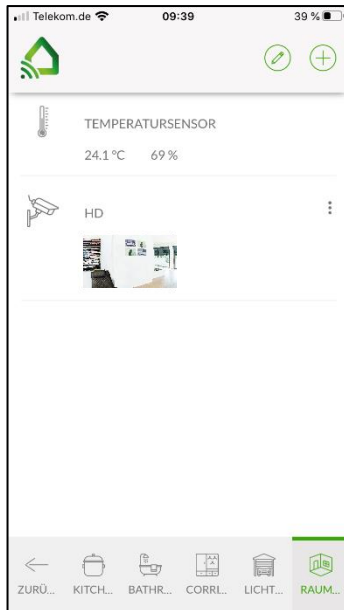 Telekom.de 09:39 39 %
TEMPERATURSENSOR
24.1 °C 69 %
HD
ZURÜ... KITCH... BATHR... CORRI... LICHT... RAUM...